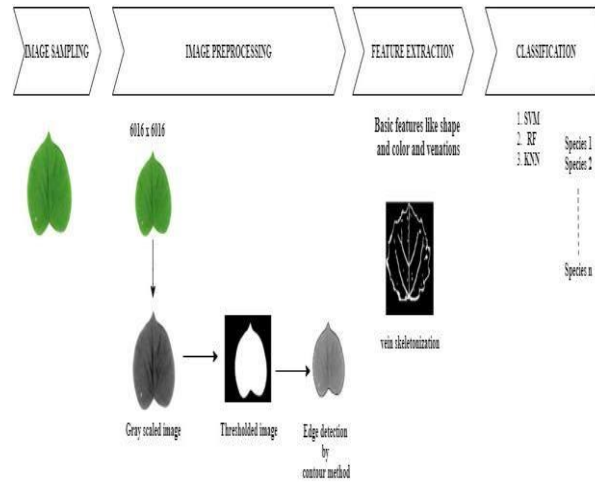 IMAGE SAMPLING
IMAGE PREPROCESSING
FEATURE EXTRACTION
CLASSIFICATION
6016 x 6016
Gray scaled image
Thresholded image
Edge detection
by
contour method
Basic features like shape
and color and venations
vein skeletonization
1. SVM
2. RF
3. KNN
Species 1
Species 2
Species n